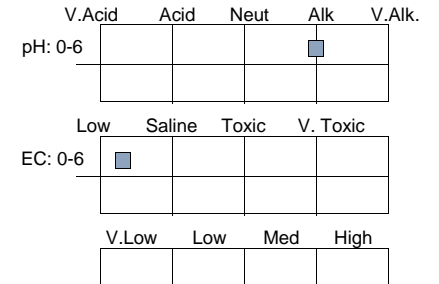 V.Acid Acid Neut Alk V.Alk.
pH: 0-6
Low Saline Toxic V. Toxic
EC: 0-6
V.Low Low Med High